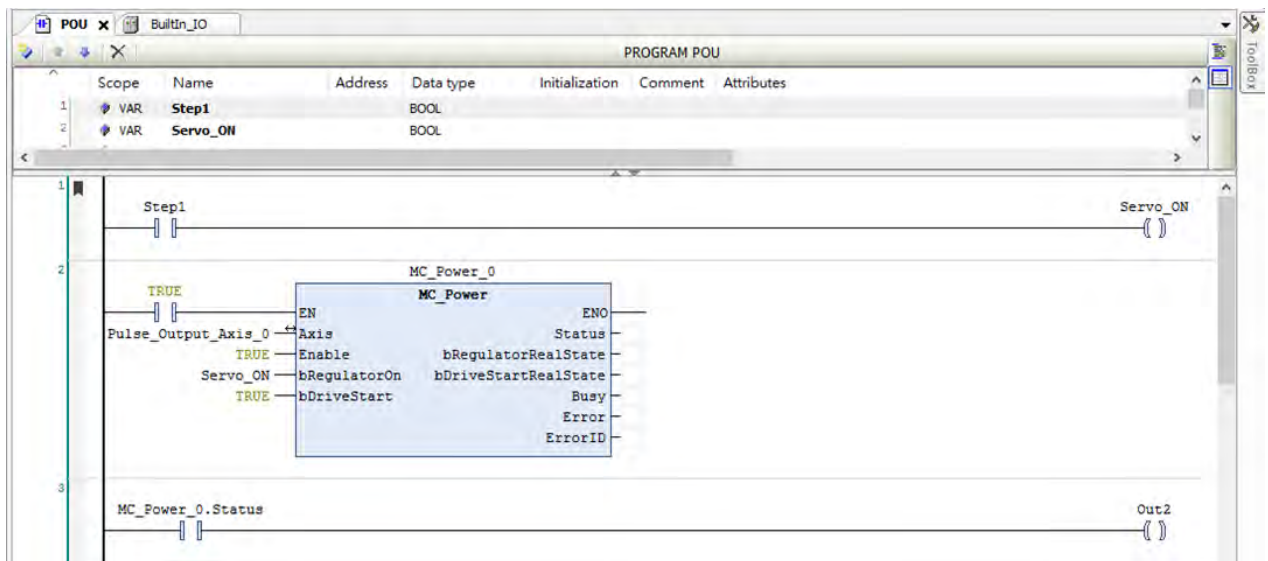 POU BuiltIn_IO
PROGRAM POU
ToolBox
Scope Name Address Data type Initialization Comment Attributes
1 VAR Step1 BOOL
2 VAR Servo_ON BOOL
1
Step1 Servo_ON
2
MC_Power_0
TRUE MC_Power
EN ENO
Pulse_Output_Axis_0 Axis Status
TRUE Enable bRegulatorRealState
Servo_ON bRegulatorOn bDriveStartRealState
TRUE bDriveStart Busy
Error
ErrorID
3
MC_Power_0.Status Out2